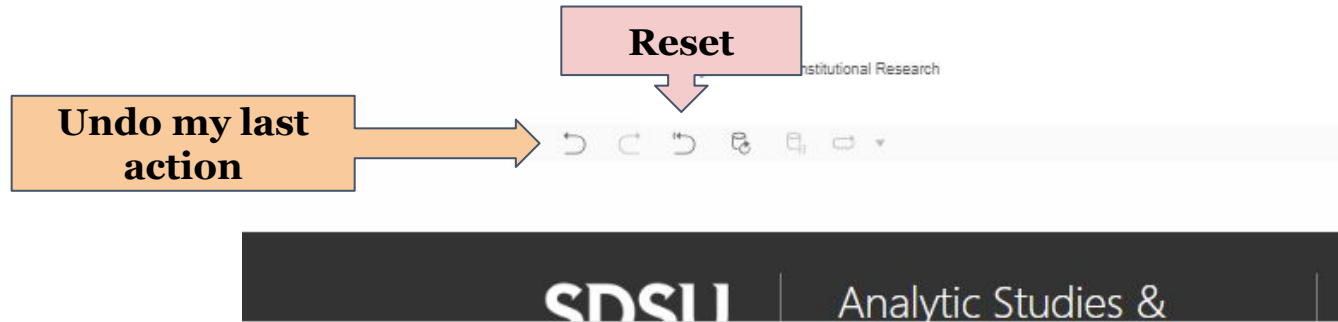 Reset
nstitutional Research
Undo my last
action
SDSU
Analytic Studies &